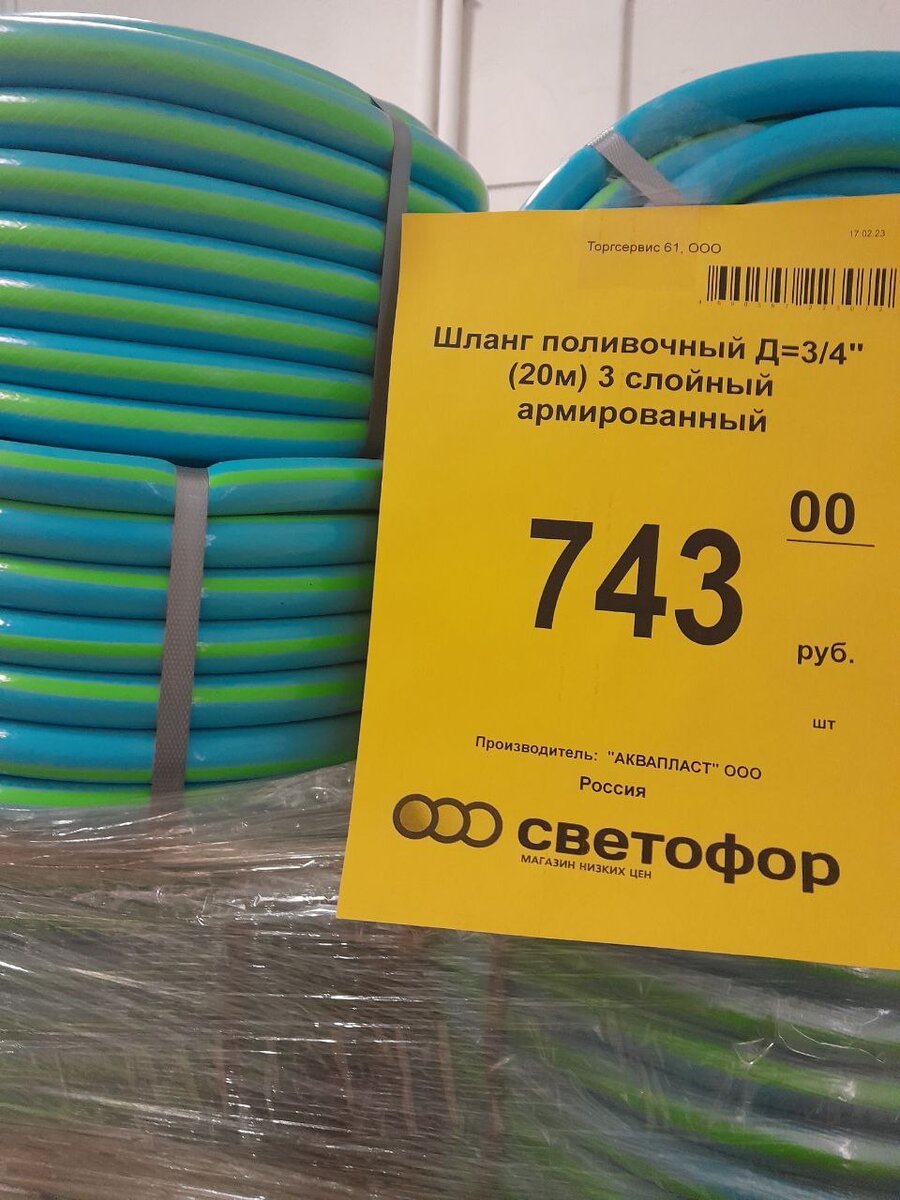 17.02.23
Торгсервис 61, ООО
Шланг поливочный Д=3/4"
(20м) 3 слойный
армированный
743 00
руб.
шт
Производитель: "АКВАПЛАСТ" ООО
Россия
светофор
МАГАЗИН НИЗКИХ ЦЕН